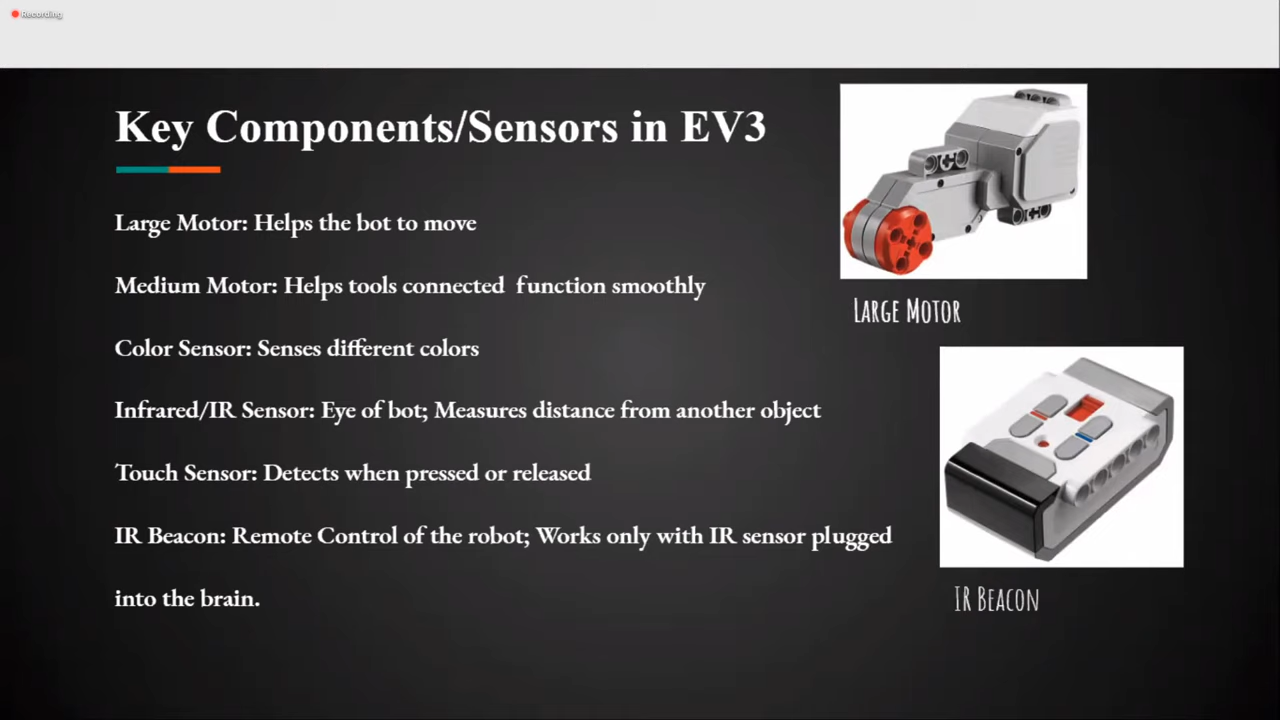 Recording
Key Components/Sensors in EV3
Large Motor: Helps the bot to move
Medium Motor: Helps tools connected  function smoothly
Color Sensor: Senses different colors
Infrared/IR Sensor: Eye of bot; Measures distance from another object
Touch Sensor: Detects when pressed or released
IR Beacon: Remote Control of the robot; Works only with IR sensor plugged
into the brain.
Large Motor
IR Beacon